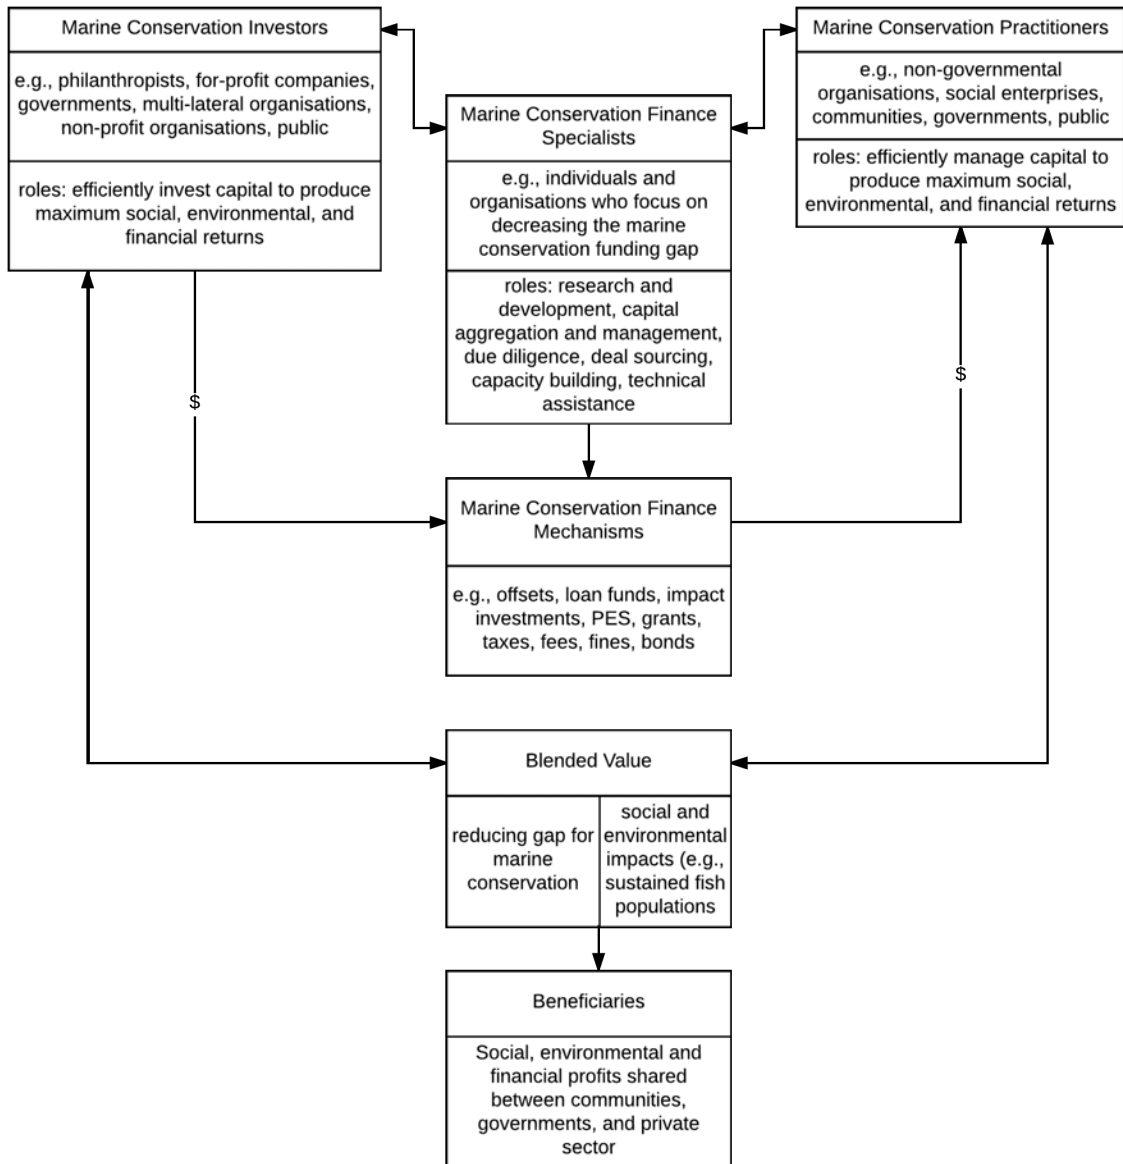 Marine Conservation Investors
e.g., philanthropists, for-profit companies,
governments, multi-lateral organisations,
non-profit organisations, public
roles: efficiently invest capital to produce
maximum social, environmental, and
financial returns
Marine Conservation Finance
Specialists
e.g., individuals and
organisations who focus on
decreasing the marine
conservation funding gap
roles: research and
development, capital
aggregation and management,
due diligence, deal sourcing,
capacity building, technical
assistance
Marine Conservation Practitioners
e.g., non-governmental
organisations, social enterprises,
communities, governments, public
roles: efficiently manage capital to
produce maximum social,
environmental, and financial returns
$
$
Marine Conservation Finance
Mechanisms
e.g., offsets, loan funds, impact
investments, PES, grants,
taxes, fees, fines, bonds
Blended Value
reducing gap for
marine
conservation
social and
environmental
impacts (e.g.,
sustained fish
populations
Beneficiaries
Social, environmental and
financial profits shared
between communities,
governments, and private
sector